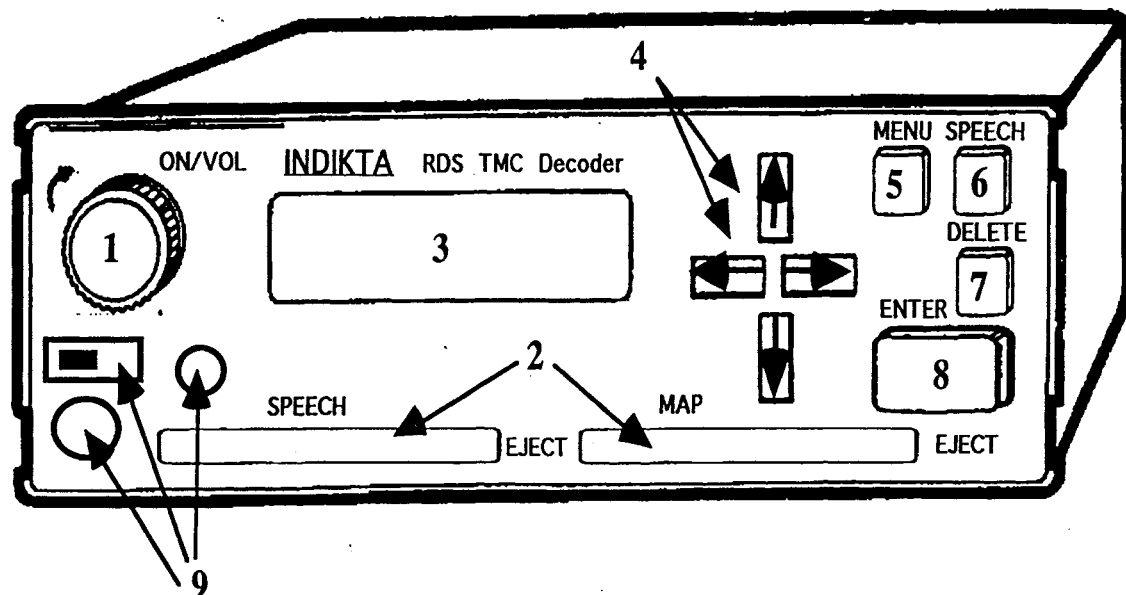 4
MENU SPEECH
ON/VOL INDIKTA RDS TMC Decoder
5 6
1 3
DELETE
7
ENTER
8
2
SPEECH MAP
EJECT EJECT
9